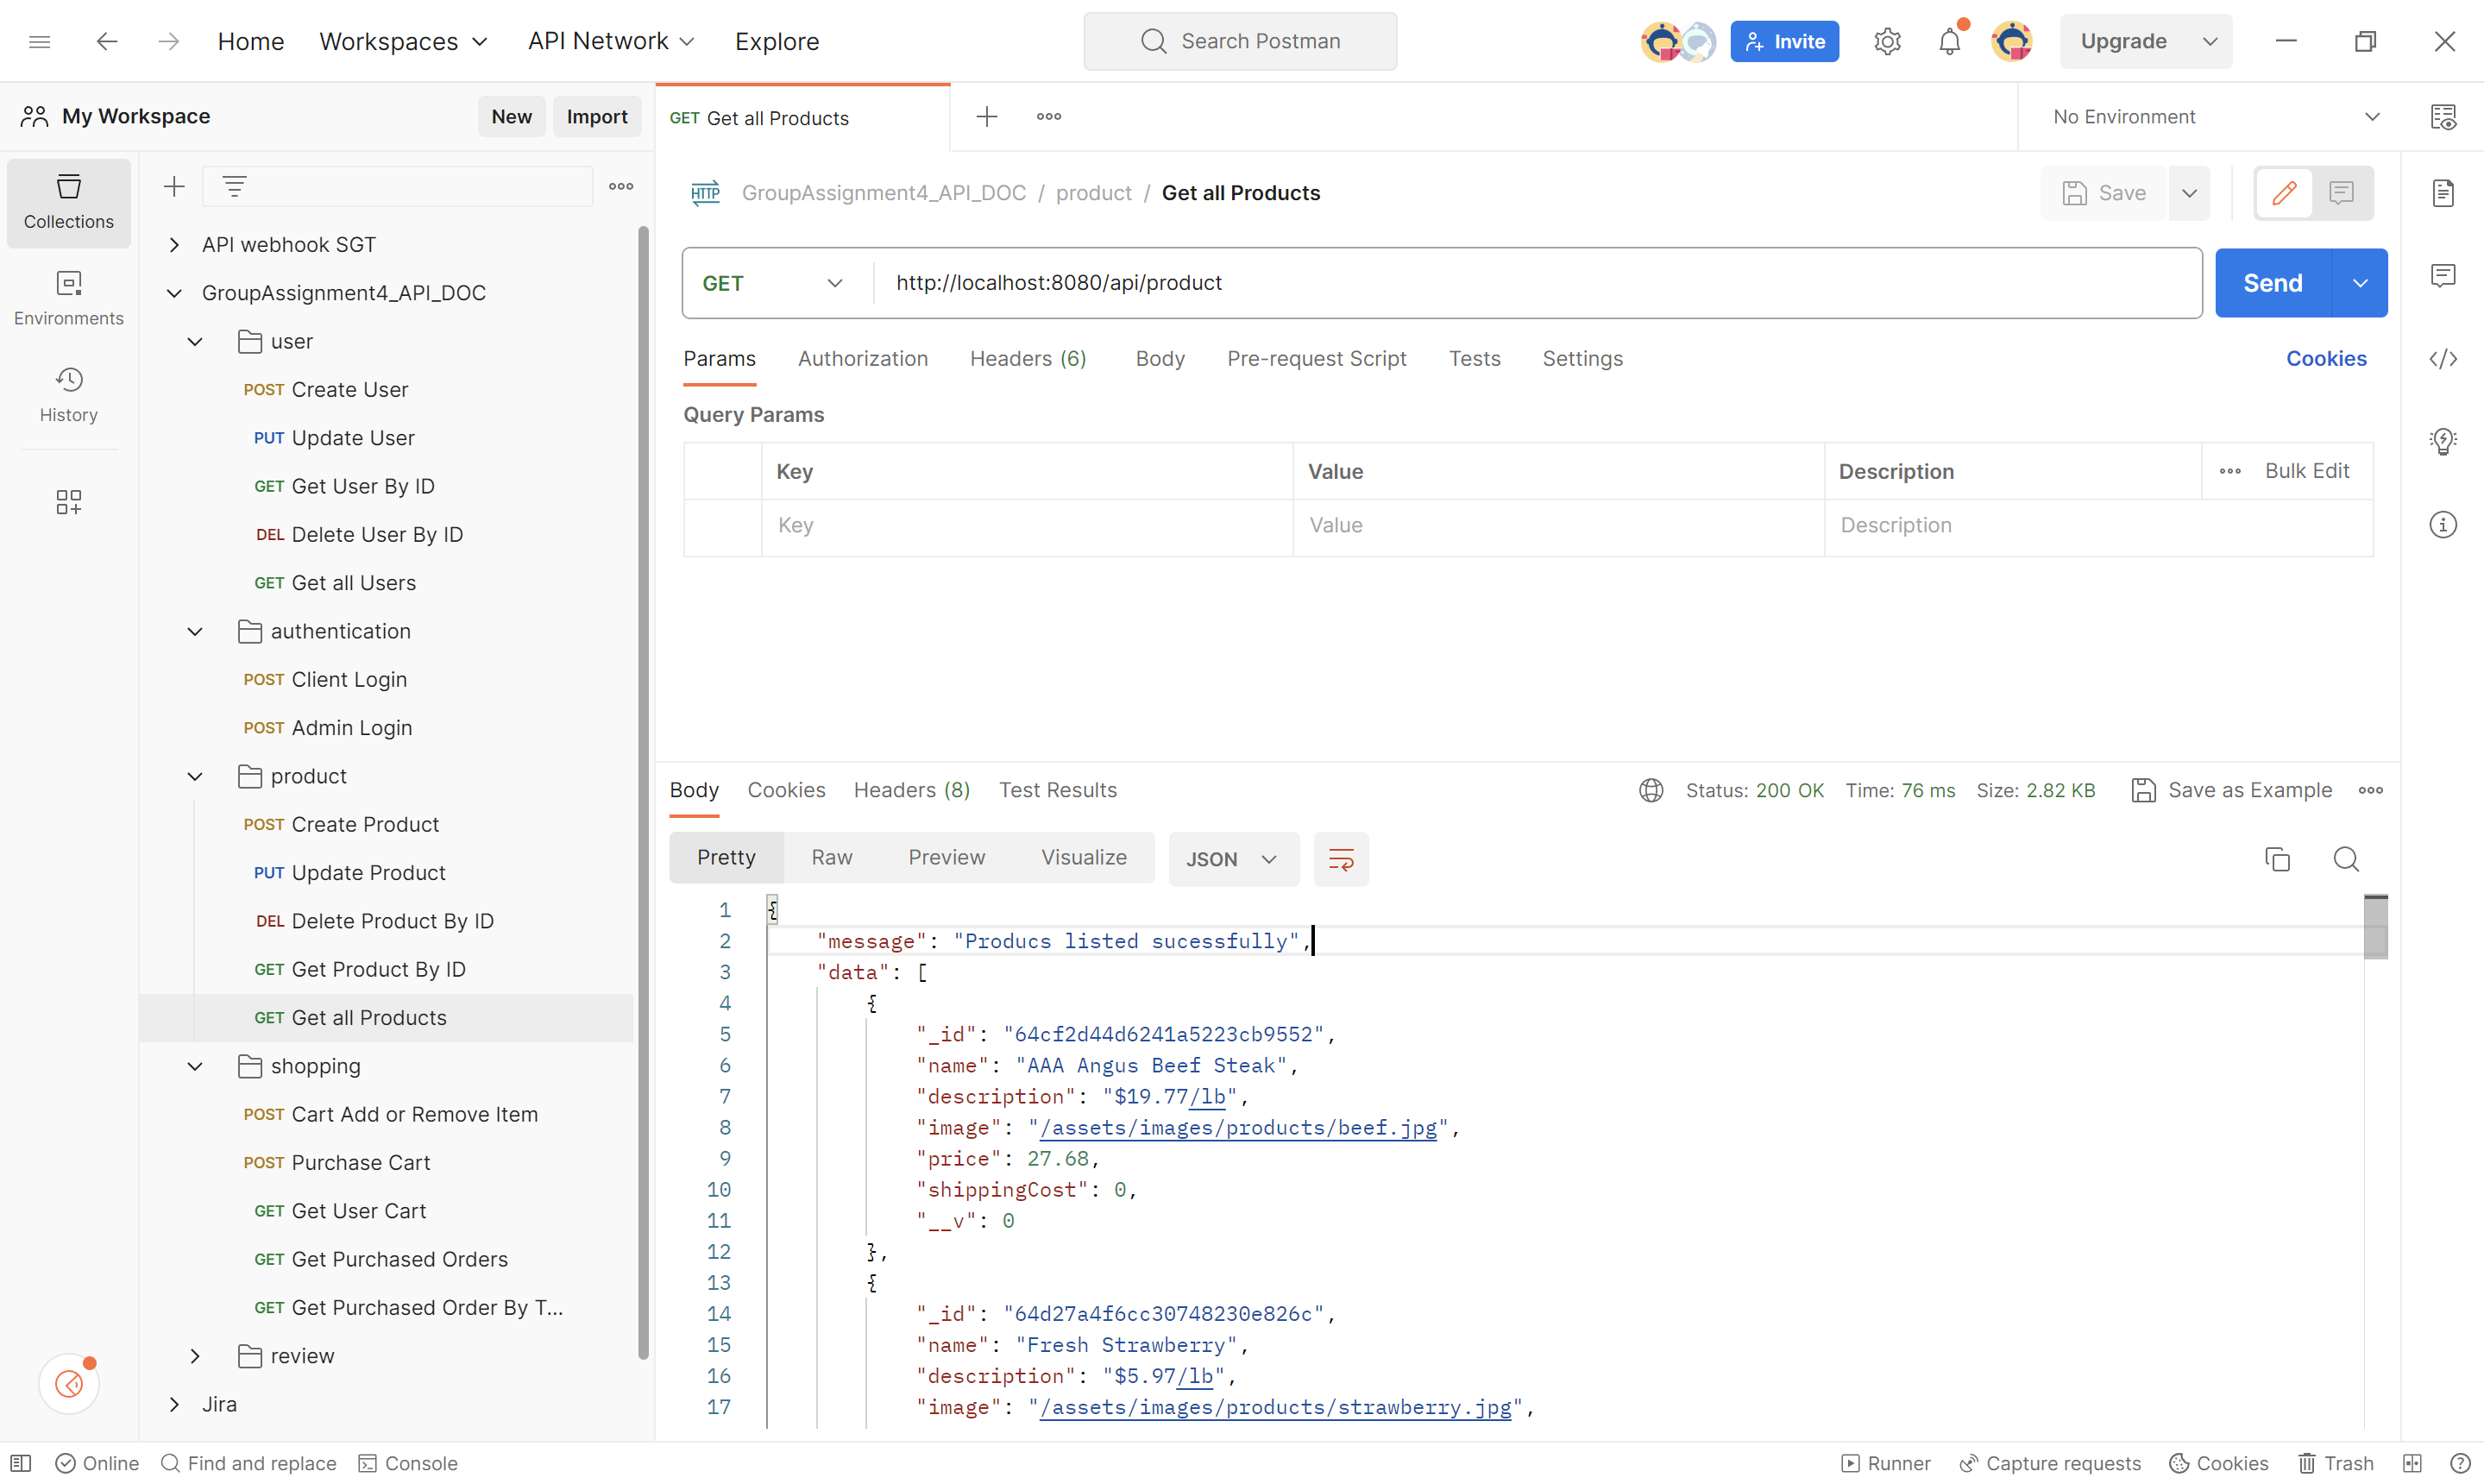 Home Workspaces API Network Explore Search Postman Invite Upgrade
My Workspace New Import GET Get all Products No Environment
Collections
Environments
History
API webhook SGT
GroupAssignment4_API_DOC
user
POST Create User
PUT Update User
GET Get User By ID
DEL Delete User By ID
GET Get all Users
authentication
POST Client Login
POST Admin Login
product
POST Create Product
PUT Update Product
DEL Delete Product By ID
GET Get Product By ID
GET Get all Products
shopping
POST Cart Add or Remove Item
POST Purchase Cart
GET Get User Cart
GET Get Purchased Orders
GET Get Purchased Order By T...
review
Jira
HTTP GroupAssignment4_API_DOC / product / Get all Products Save
GET http://localhost:8080/api/product Send
Params Authorization Headers (6) Body Pre-request Script Tests Settings Cookies
Query Params
Key Value Description Bulk Edit
Key Value Description
Body Cookies Headers (8) Test Results Status: 200 OK Time: 76 ms Size: 2.82 KB Save as Example
Pretty Raw Preview Visualize JSON
1 {
2 "message": "Producs listed sucessfully",
3 "data": [
4 {
5 "_id": "64cf2d44d6241a5223cb9552",
6 "name": "AAA Angus Beef Steak",
7 "description": "$19.77/lb",
8 "image": "/assets/images/products/beef.jpg",
9 "price": 27.68,
10 "shippingCost": 0,
11 "__v": 0
12 },
13 {
14 "_id": "64d27a4f6cc30748230e826c",
15 "name": "Fresh Strawberry",
16 "description": "$5.97/lb",
17 "image": "/assets/images/products/strawberry.jpg",
Online Find and replace Console Runner Capture requests Cookies Trash